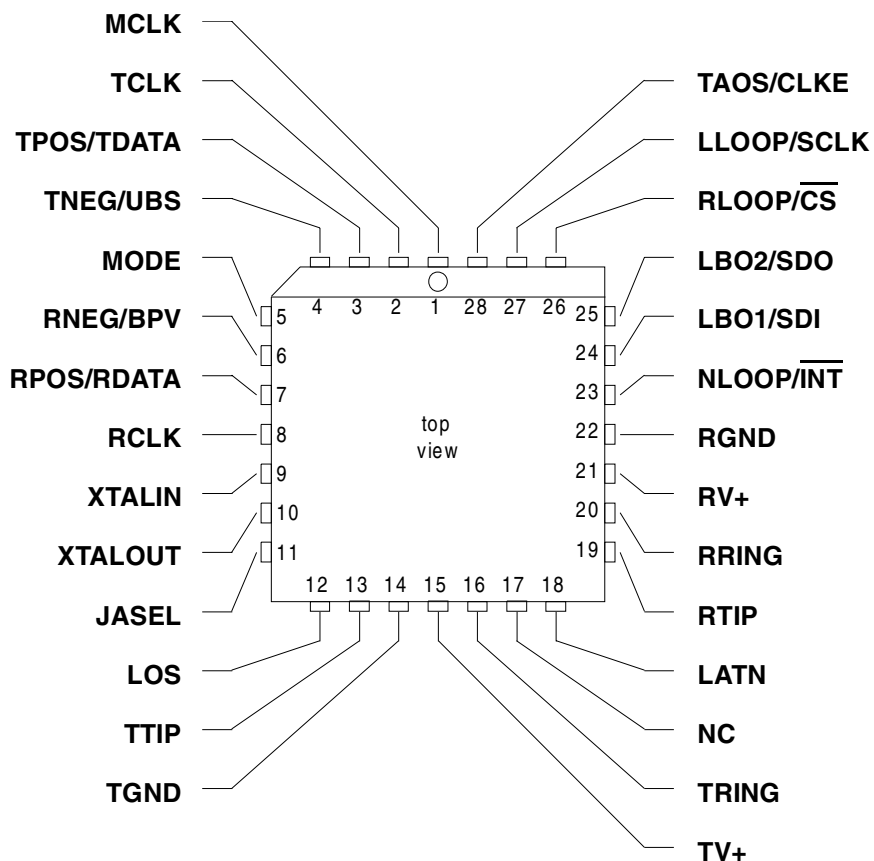 MCLK
TCLK
TPOS/TDATA
TNEG/UBS
MODE
RNEG/BPV
RPOS/RDATA
RCLK
XTALIN
XTALOUT
JASEL
LOS
TTIP
TGND
TAOS/CLKE
LLOOP/SCLK
RLOOP/C̅S̅
LBO2/SDO
LBO1/SDI
NLOOP/I̅N̅T̅
RGND
RV+
RRING
RTIP
LATN
NC
TRING
TV+
4 3 2 1 28 27 26
5
6
7
8
9
10
11
25
24
23
22
21
20
19
top
view
12 13 14 15 16 17 18